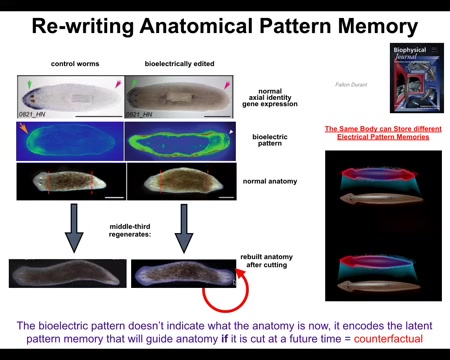 Re-writing Anatomical Pattern Memory
control worms
bioelectrically edited
0821_HN
0821_HN
normal
axial identity
gene expression
bioelectric
pattern
normal anatomy
middle-third
regenerates:
rebuilt anatomy
after cutting
Fallon Durant
Biophysical
Journal
The Same Body can Store different
Electrical Pattern Memories
The bioelectric pattern doesn't indicate what the anatomy is now, it encodes the latent
pattern memory that will guide anatomy if it is cut at a future time = counterfactual